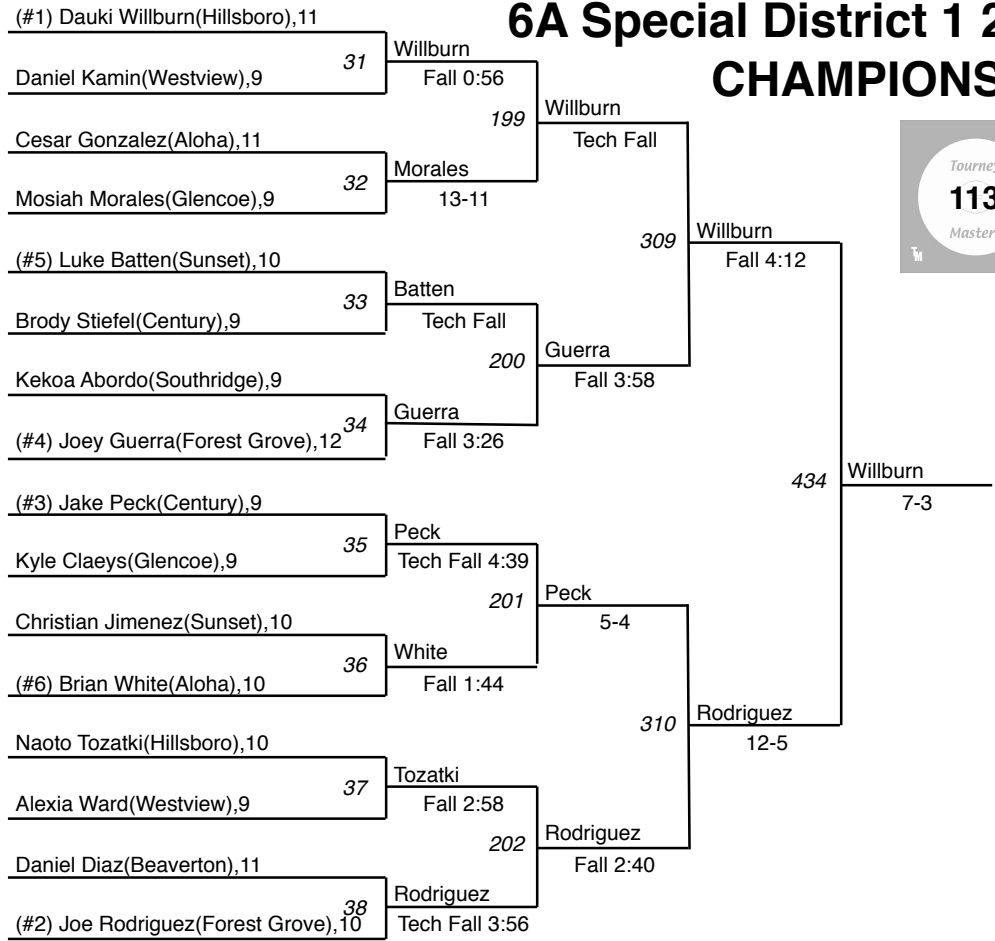 6A Special District 1 2
CHAMPIONS
Tourney
113
Master
TM
(#1) Dauki Willburn(Hillsboro),11
31
Daniel Kamin(Westview),9
Willburn
Fall 0:56
199
Cesar Gonzalez(Aloha),11
32
Mosiah Morales(Glencoe),9
Morales
13-11
Willburn
Tech Fall
309
(#5) Luke Batten(Sunset),10
33
Brody Stiefel(Century),9
Batten
Tech Fall
200
Kekoa Abordo(Southridge),9
34
(#4) Joey Guerra(Forest Grove),12
Guerra
Fall 3:26
Guerra
Fall 3:58
Willburn
Fall 4:12
434
(#3) Jake Peck(Century),9
35
Kyle Claeys(Glencoe),9
Peck
Tech Fall 4:39
201
Christian Jimenez(Sunset),10
36
(#6) Brian White(Aloha),10
White
Fall 1:44
Peck
5-4
310
Naoto Tozatki(Hillsboro),10
37
Alexia Ward(Westview),9
Tozatki
Fall 2:58
202
Daniel Diaz(Beaverton),11
38
(#2) Joe Rodriguez(Forest Grove),10
Rodriguez
Tech Fall 3:56
Rodriguez
Fall 2:40
Rodriguez
12-5
Willburn
7-3